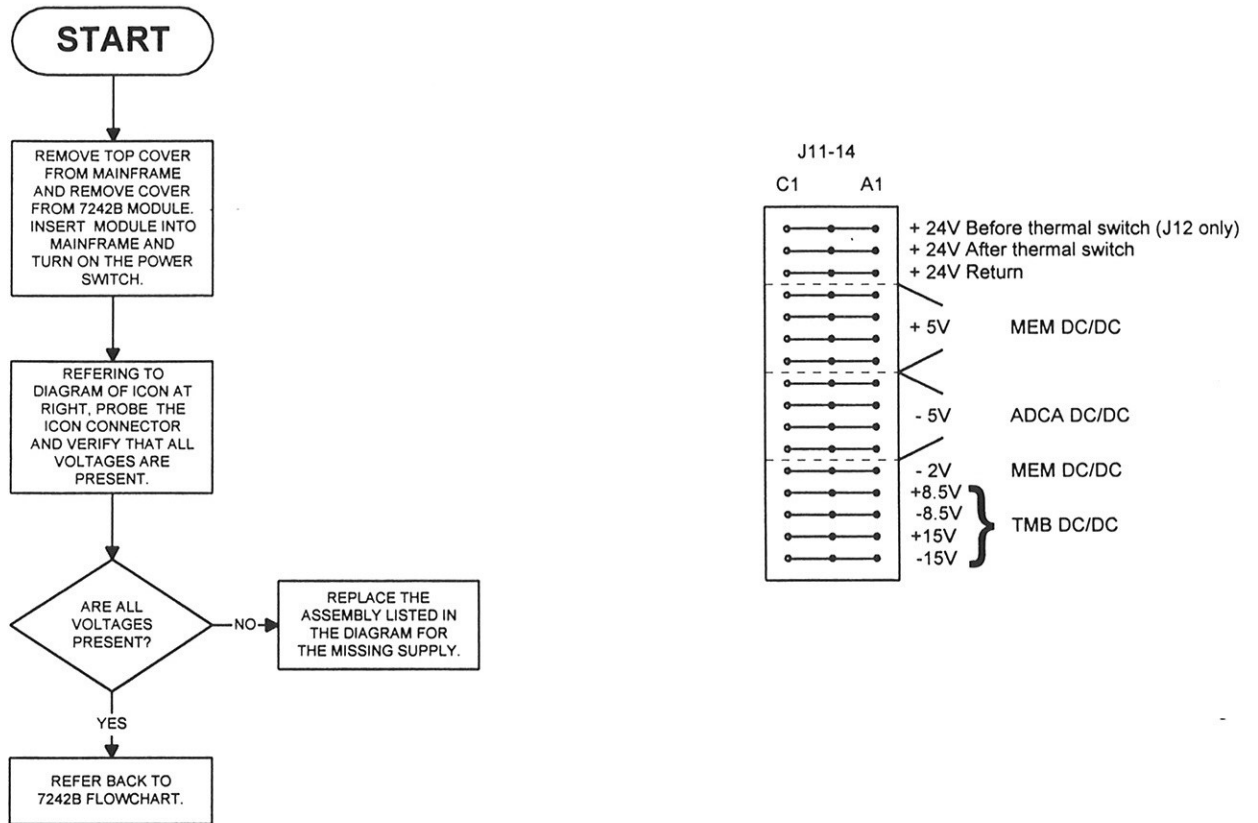 START
REMOVE TOP COVER
FROM MAINFRAME
AND REMOVE COVER
FROM 7242B MODULE.
INSERT MODULE INTO
MAINFRAME AND
TURN ON THE POWER
SWITCH.
REFERING TO
DIAGRAM OF ICON AT
RIGHT, PROBE THE
ICON CONNECTOR
AND VERIFY THAT ALL
VOLTAGES ARE
PRESENT.
ARE ALL
VOLTAGES
PRESENT?
NO
REPLACE THE
ASSEMBLY LISTED IN
THE DIAGRAM FOR
THE MISSING SUPPLY.
YES
REFER BACK TO
7242B FLOWCHART.
J11-14
C1 A1
+ 24V Before thermal switch (J12 only)
+ 24V After thermal switch
+ 24V Return
+ 5V MEM DC/DC
- 5V ADCA DC/DC
- 2V MEM DC/DC
+8.5V
-8.5V
+15V
-15V
TMB DC/DC